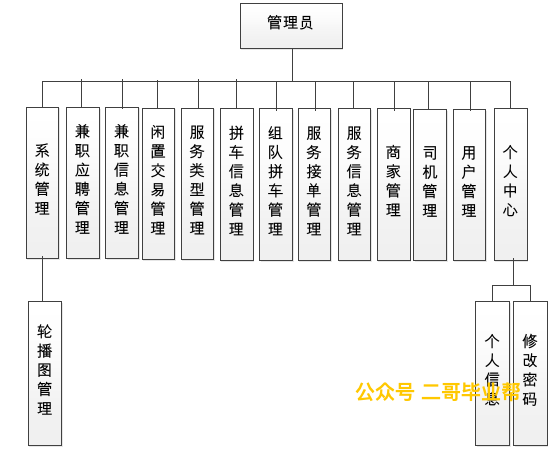 管理员
系统管理
兼职应聘管理
兼职信息管理
闲置交易管理
服务类型管理
拼车信息管理
组队拼车管理
服务接单管理
服务信息管理
商家管理
司机管理
用户管理
个人中心
轮播图管理
个人信息
修改密码
公众号 二哥毕业帮